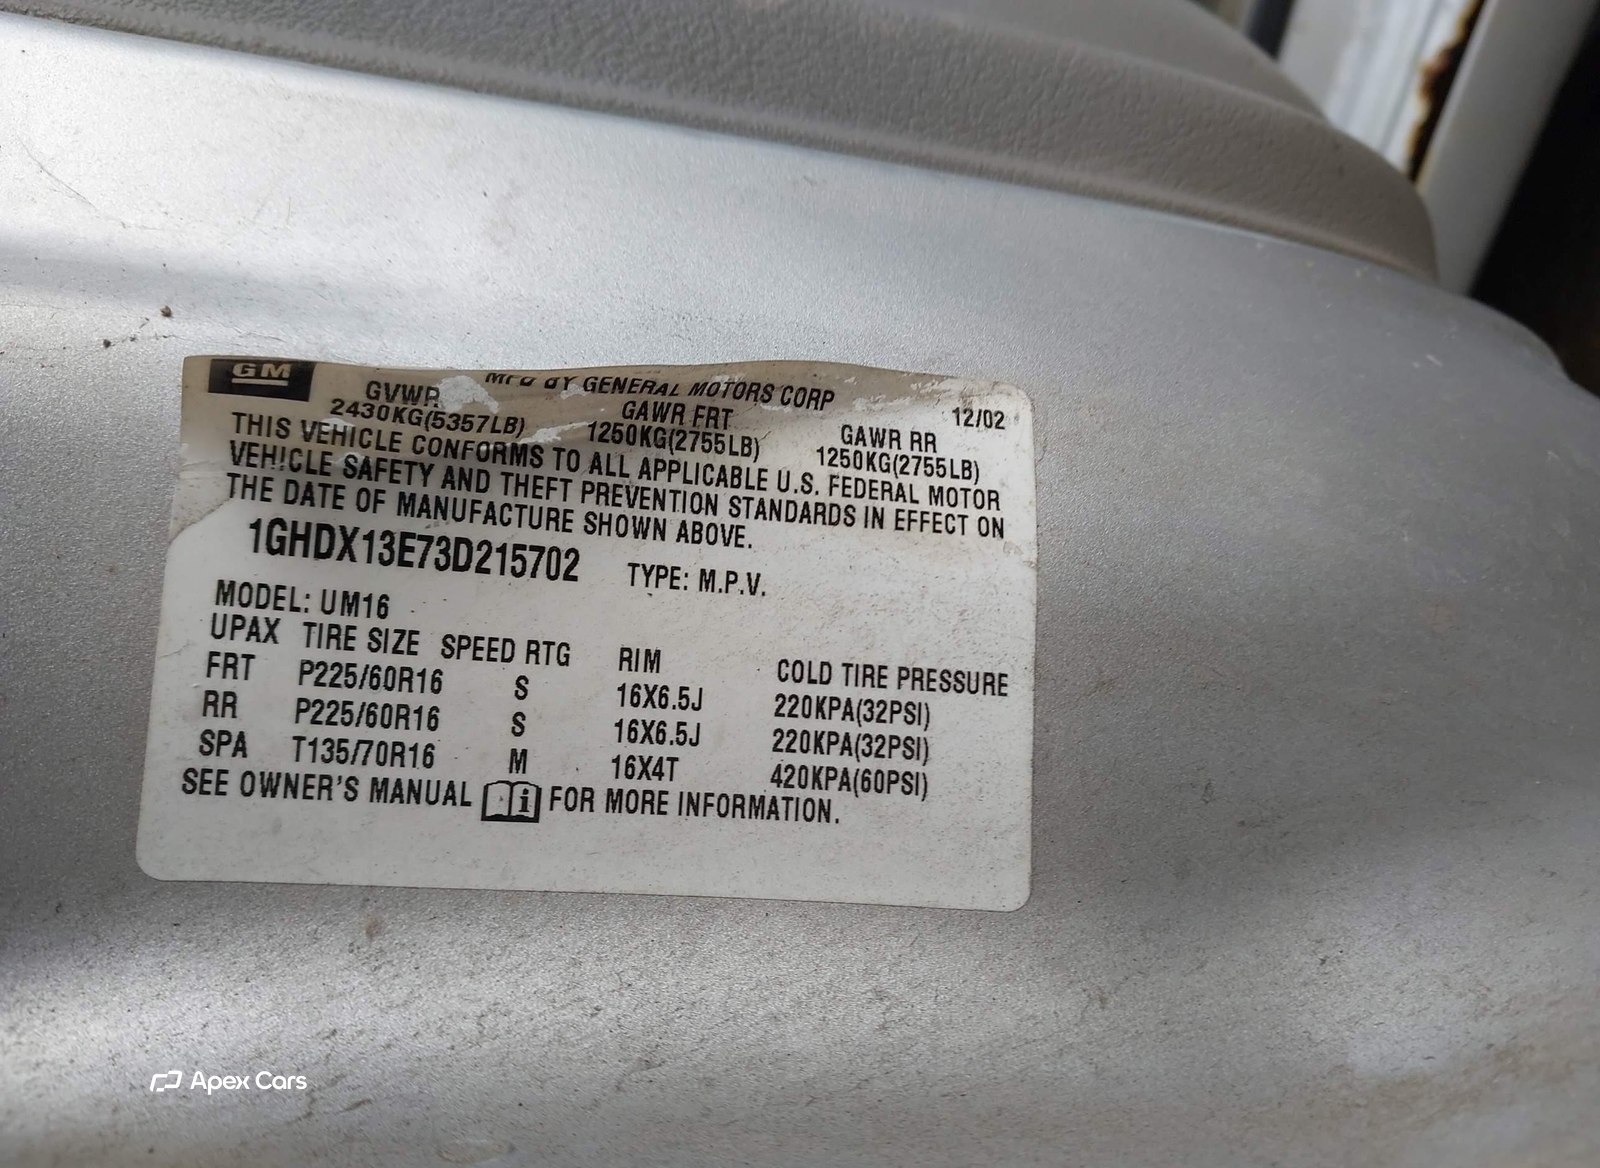 GM
MFG BY GENERAL MOTORS CORP
12/02
GVWR GAWR FRT GAWR RR
2430KG(5357LB) 1250KG(2755LB) 1250KG(2755LB)
THIS VEHICLE CONFORMS TO ALL APPLICABLE U.S. FEDERAL MOTOR
VEHICLE SAFETY AND THEFT PREVENTION STANDARDS IN EFFECT ON
THE DATE OF MANUFACTURE SHOWN ABOVE.
1GHDX13E73D215702 TYPE: M.P.V.
MODEL: UM16
UPAX TIRE SIZE SPEED RTG RIM COLD TIRE PRESSURE
FRT P225/60R16 S 16X6.5J 220KPA(32PSI)
RR P225/60R16 S 16X6.5J 220KPA(32PSI)
SPA T135/70R16 M 16X4T 420KPA(60PSI)
SEE OWNER'S MANUAL FOR MORE INFORMATION.
Apex Cars